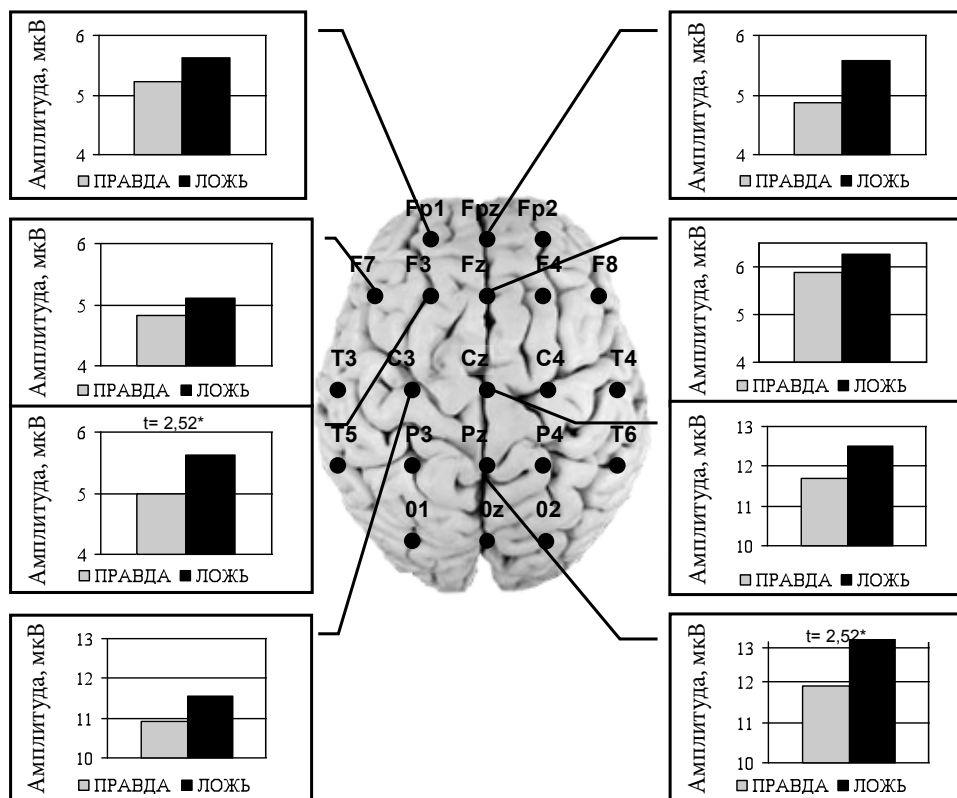 6
5
4
Амплитуда, мкВ
ПРАВДА ЛОЖЬ
6
5
4
Амплитуда, мкВ
ПРАВДА ЛОЖЬ
Fp1 Fpz Fp2
F7 F3 Fz F4 F8
T3 C3 Cz C4 T4
T5 P3 Pz P4 T6
01 0z 02
6
5
4
Амплитуда, мкВ
ПРАВДА ЛОЖЬ
6
5
4
Амплитуда, мкВ
ПРАВДА ЛОЖЬ
t= 2,52*
6
5
4
Амплитуда, мкВ
ПРАВДА ЛОЖЬ
13
12
11
10
Амплитуда, мкВ
ПРАВДА ЛОЖЬ
13
12
11
10
Амплитуда, мкВ
ПРАВДА ЛОЖЬ
t= 2,52*
13
12
11
10
Амплитуда, мкВ
ПРАВДА ЛОЖЬ